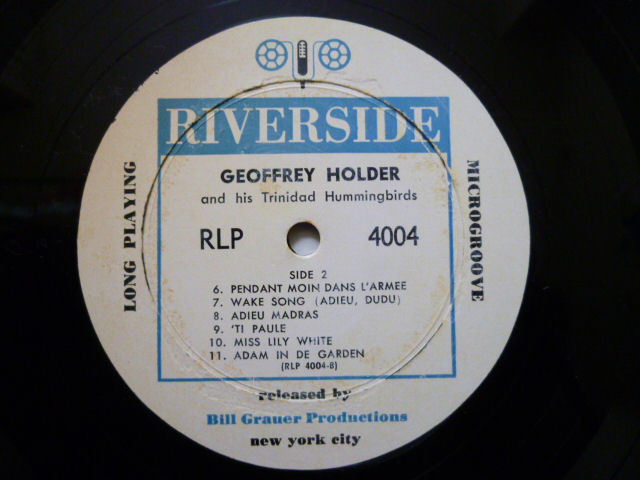 RIVERSIDE
GEOFFREY HOLDER
and his Trinidad Hummingbirds
LONG PLAYING
MICROGROOVE
RLP 4004
SIDE 2
6. PENDANT MOIN DANS L'ARMEE
7. WAKE SONG (ADIEU, DUDU)
8. ADIEU MADRAS
9. 'TI PAULE
10. MISS LILY WHITE
11. ADAM IN DE GARDEN
(RLP 4004-B)
released by
Bill Grauer Productions
new york city